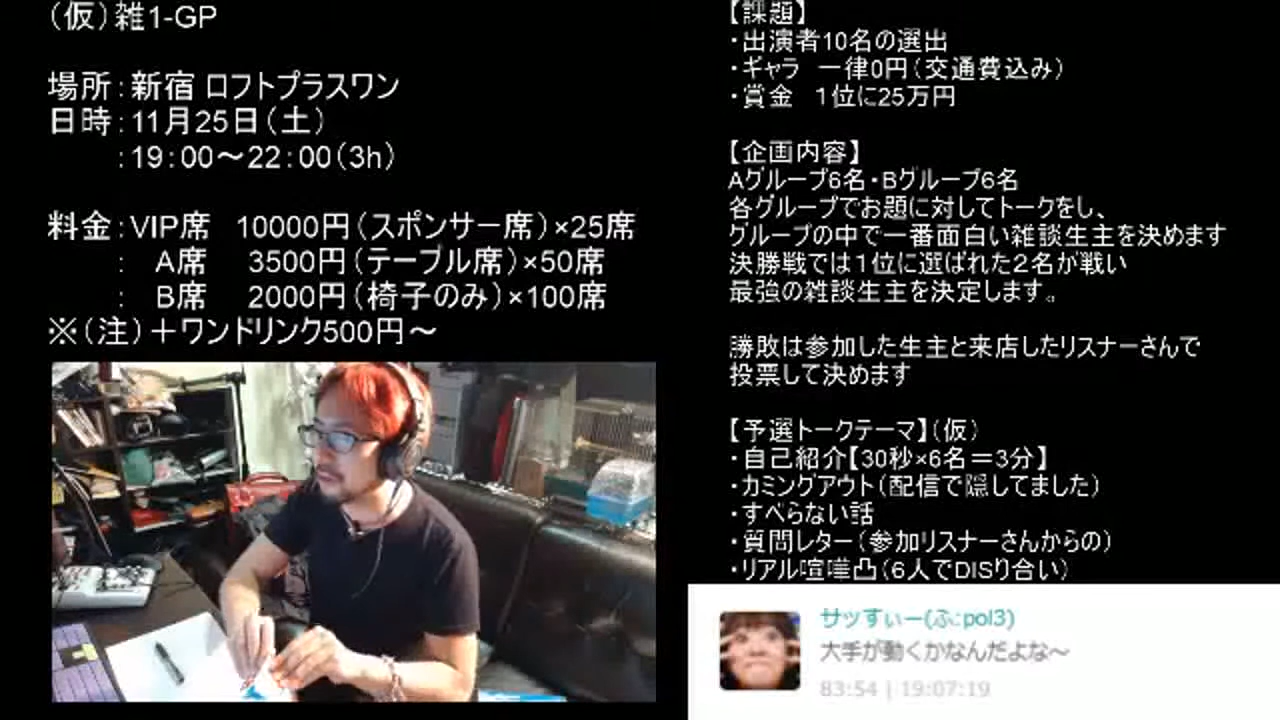 （仮）雑1-GP
場所：新宿 ロフトプラスワン
日時：11月25日（土）
：19：00～22：00（3h）
料金：VIP席　10000円（スポンサー席）×25席
：　A席　3500円（テーブル席）×50席
：　B席　2000円（椅子のみ）×100席
※（注）＋ワンドリンク500円～
【課題】
・出演者10名の選出
・ギャラ　一律0円（交通費込み）
・賞金　1位に25万円
【企画内容】
Aグループ6名・Bグループ6名
各グループでお題に対してトークをし、
グループの中で一番面白い雑談生主を決めます
決勝戦では１位に選ばれた２名が戦い
最強の雑談生主を決定します。
勝敗は参加した生主と来店したリスナーさんで
投票して決めます
【予選トークテーマ】（仮）
・自己紹介【30秒×6名＝3分】
・カミングアウト（配信で隠してました）
・すべらない話
・質問レター（参加リスナーさんからの）
・リアル喧嘩凸（6人でDISり合い）
サッすぃー(ふこpol3)
大手が動くかなんだよな～
83:54 | 19:07:19